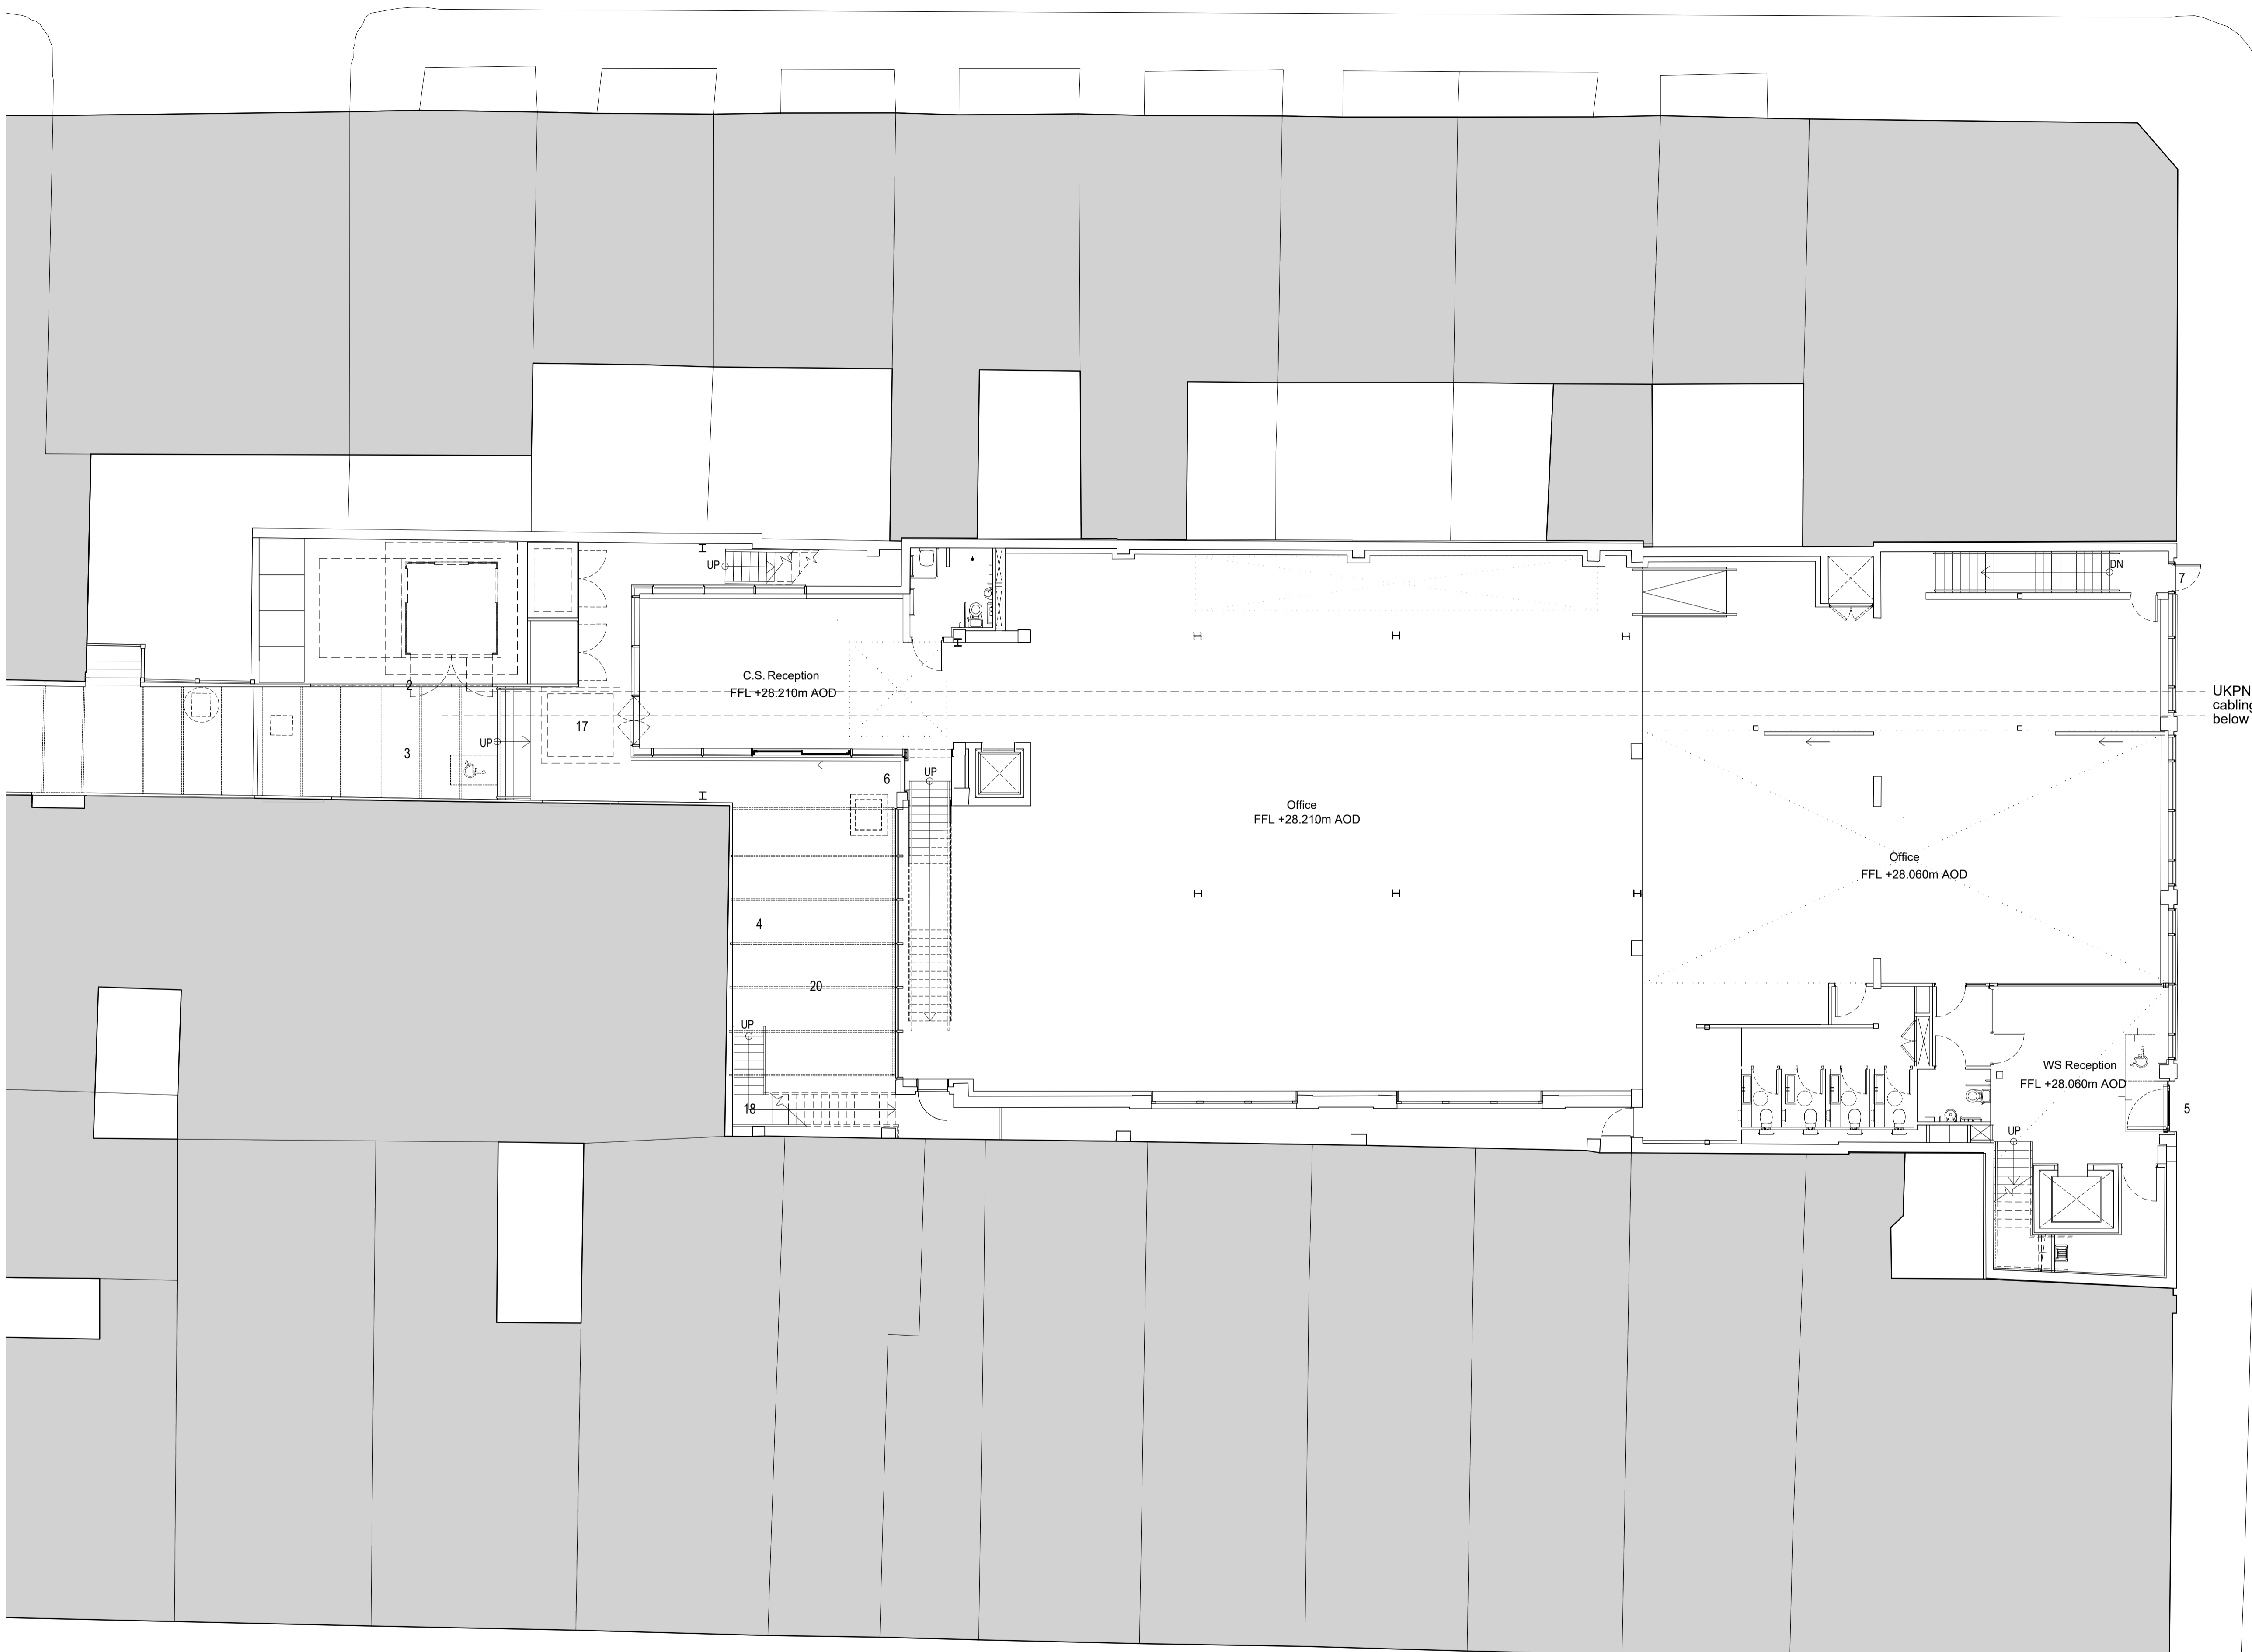 UP
DN
7
C.S. Reception
FFL +28.210m AOD
2
UKPN
cabling
below
17
3
UP
6
UP
Office
FFL +28.210m AOD
Office
FFL +28.060m AOD
4
20
UP
WS Reception
FFL +28.060m AOD
18
5
UP